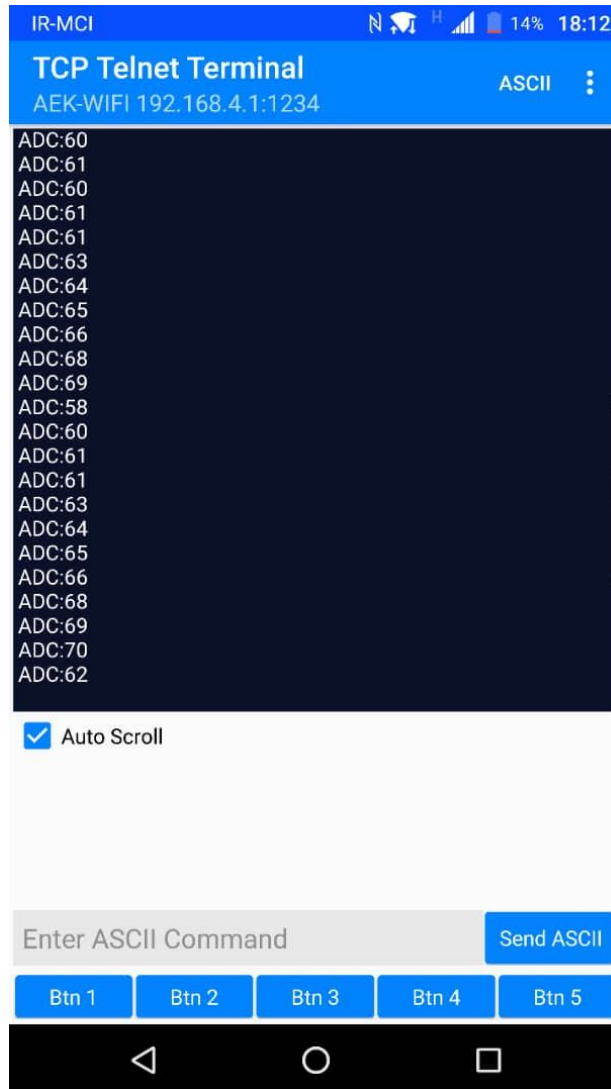 IR-MCI H 14% 18:12
TCP Telnet Terminal
ASCII
AEK-WIFI 192.168.4.1:1234
ADC:60
ADC:61
ADC:60
ADC:61
ADC:61
ADC:63
ADC:64
ADC:65
ADC:66
ADC:68
ADC:69
ADC:58
ADC:60
ADC:61
ADC:61
ADC:63
ADC:64
ADC:65
ADC:66
ADC:68
ADC:69
ADC:70
ADC:62
Auto Scroll
Enter ASCII Command Send ASCII
Btn 1 Btn 2 Btn 3 Btn 4 Btn 5